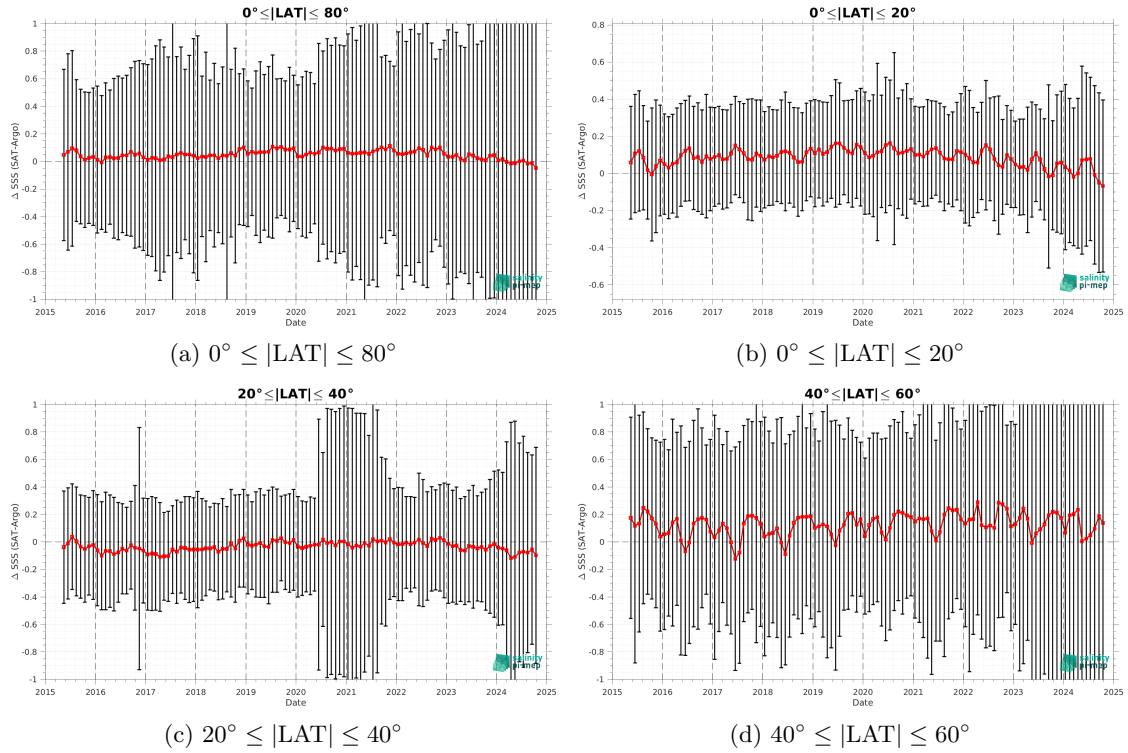 0°≤|LAT|≤ 80°
Δ SSS (SAT-Argo)
1
0.8
0.6
0.4
0.2
0
-0.2
-0.4
-0.6
-0.8
-1
2015 2016 2017 2018 2019 2020 2021 2022 2023 2024 2025
Date
salinity
pi-mep
(a) 0° ≤ |LAT| ≤ 80°
0°≤|LAT|≤ 20°
Δ SSS (SAT-Argo)
0.8
0.6
0.4
0.2
0
-0.2
-0.4
-0.6
2015 2016 2017 2018 2019 2020 2021 2022 2023 2024 2025
Date
salinity
pi-mep
(b) 0° ≤ |LAT| ≤ 20°
20°≤|LAT|≤ 40°
Δ SSS (SAT-Argo)
1
0.8
0.6
0.4
0.2
0
-0.2
-0.4
-0.6
-0.8
-1
2015 2016 2017 2018 2019 2020 2021 2022 2023 2024 2025
Date
salinity
pi-mep
(c) 20° ≤ |LAT| ≤ 40°
40°≤|LAT|≤ 60°
Δ SSS (SAT-Argo)
1
0.8
0.6
0.4
0.2
0
-0.2
-0.4
-0.6
-0.8
-1
2015 2016 2017 2018 2019 2020 2021 2022 2023 2024 2025
Date
salinity
pi-mep
(d) 40° ≤ |LAT| ≤ 60°